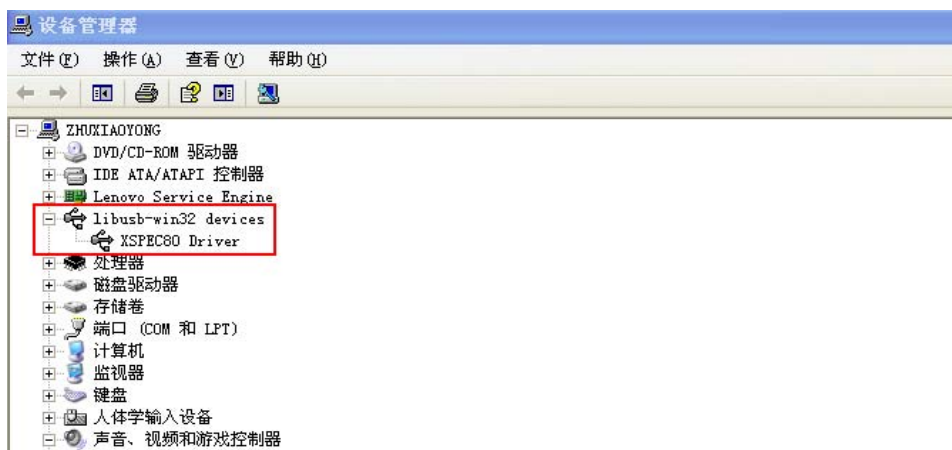 设备管理器
文件(F) 操作(A) 查看(V) 帮助(H)
ZHUXIAOYONG
DVD/CD-ROM 驱动器
IDE ATA/ATAPI 控制器
Lenovo Service Engine
libusb-win32 devices
XSPEC80 Driver
处理器
磁盘驱动器
存储卷
端口 (COM 和 LPT)
计算机
监视器
键盘
人体学输入设备
声音、视频和游戏控制器